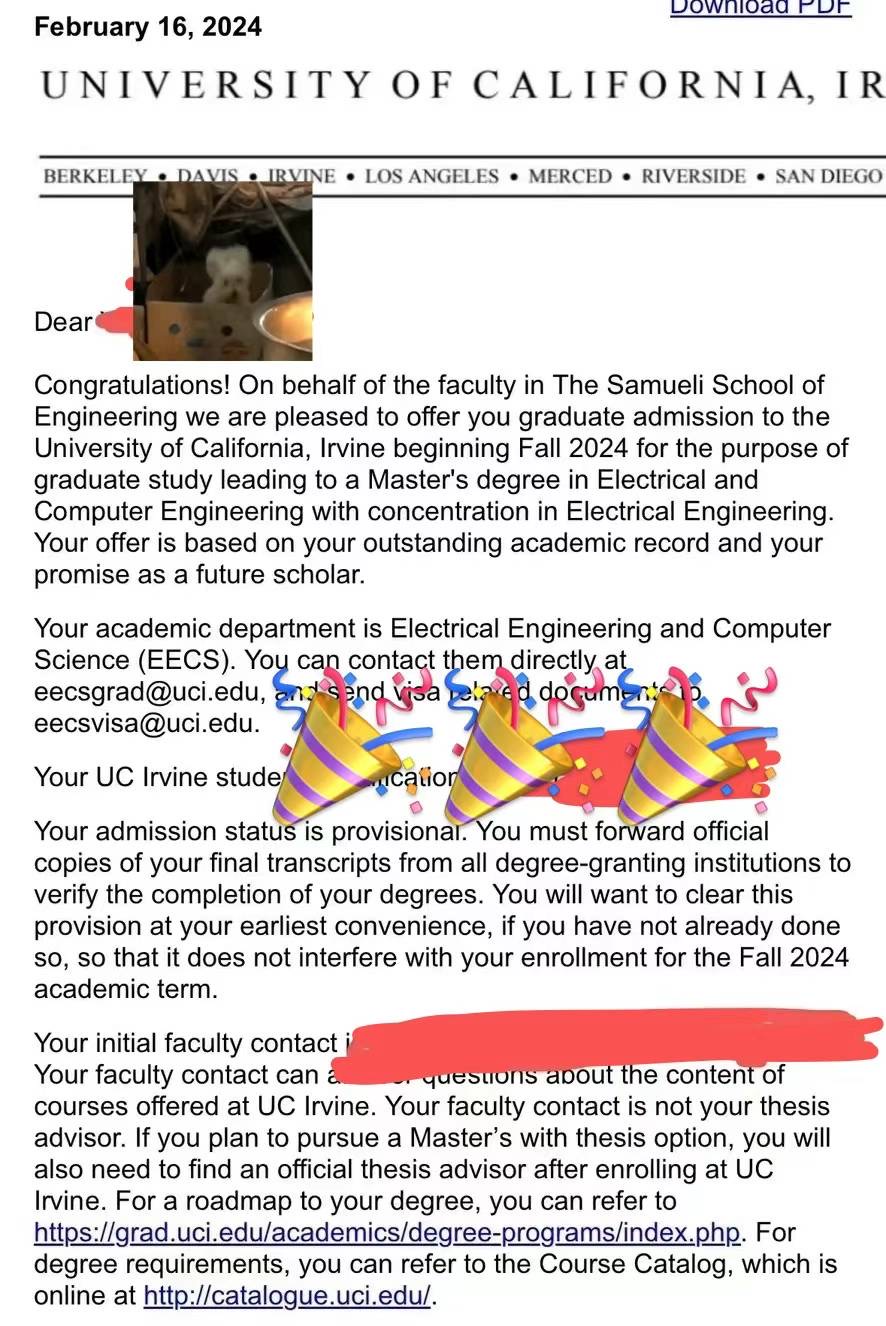 Download PDF
February 16, 2024
UNIVERSITY OF CALIFORNIA, IR
BERKELEY • DAVIS • IRVINE • LOS ANGELES • MERCED • RIVERSIDE • SAN DIEGO
Dear
Congratulations! On behalf of the faculty in The Samueli School of
Engineering we are pleased to offer you graduate admission to the
University of California, Irvine beginning Fall 2024 for the purpose of
graduate study leading to a Master's degree in Electrical and
Computer Engineering with concentration in Electrical Engineering.
Your offer is based on your outstanding academic record and your
promise as a future scholar.
Your academic department is Electrical Engineering and Computer
Science (EECS). You can contact them directly at
eecsgrad@uci.edu, and send visa related documents to
eecsvisa@uci.edu.
Your UC Irvine
Your admission status is provisional. You must forward official
copies of your final transcripts from all degree-granting institutions to
verify the completion of your degrees. You will want to clear this
provision at your earliest convenience, if you have not already done
so, so that it does not interfere with your enrollment for the Fall 2024
academic term.
Your initial faculty contact
Your faculty contact can questions about the content of
courses offered at UC Irvine. Your faculty contact is not your thesis
advisor. If you plan to pursue a Master’s with thesis option, you will
also need to find an official thesis advisor after enrolling at UC
Irvine. For a roadmap to your degree, you can refer to
https://grad.uci.edu/academics/degree-programs/index.php. For
degree requirements, you can refer to the Course Catalog, which is
online at http://catalogue.uci.edu/.